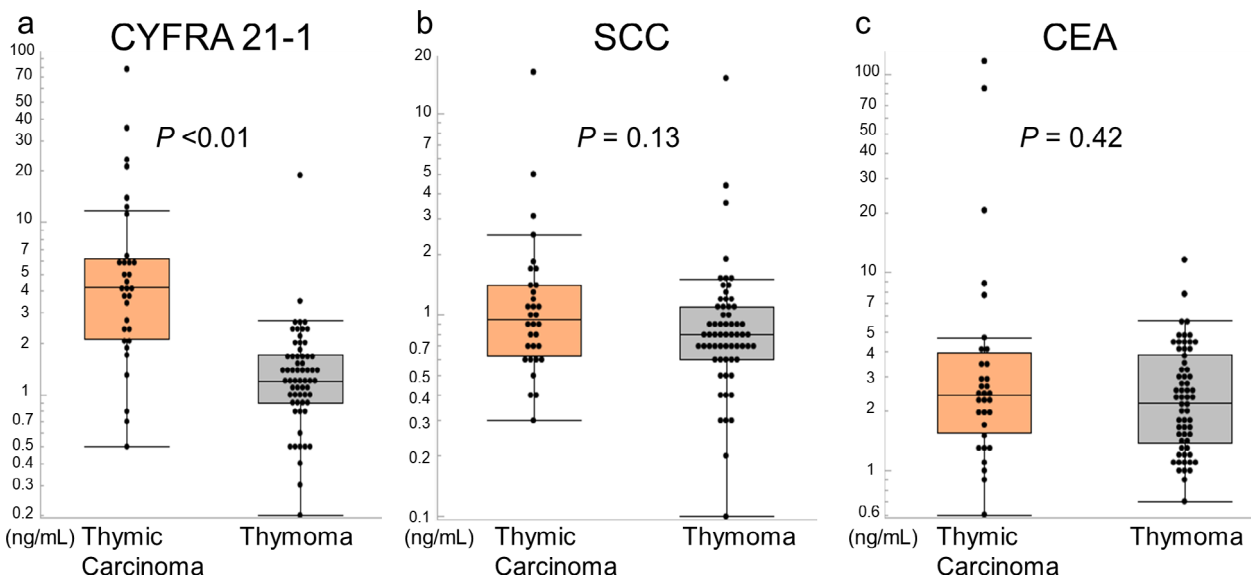 a
CYFRA 21-1
100
70
50
40
30
20
10
7
5
4
3
2
1
0.7
0.5
0.4
0.3
0.2
P <0.01
(ng/mL)
Thymic
Carcinoma
Thymoma
b
SCC
20
10
7
5
4
3
2
1
0.7
0.5
0.4
0.3
0.2
0.1
P = 0.13
(ng/mL)
Thymic
Carcinoma
Thymoma
c
CEA
100
70
50
40
30
20
10
7
5
4
3
2
1
0.6
P = 0.42
(ng/mL)
Thymic
Carcinoma
Thymoma